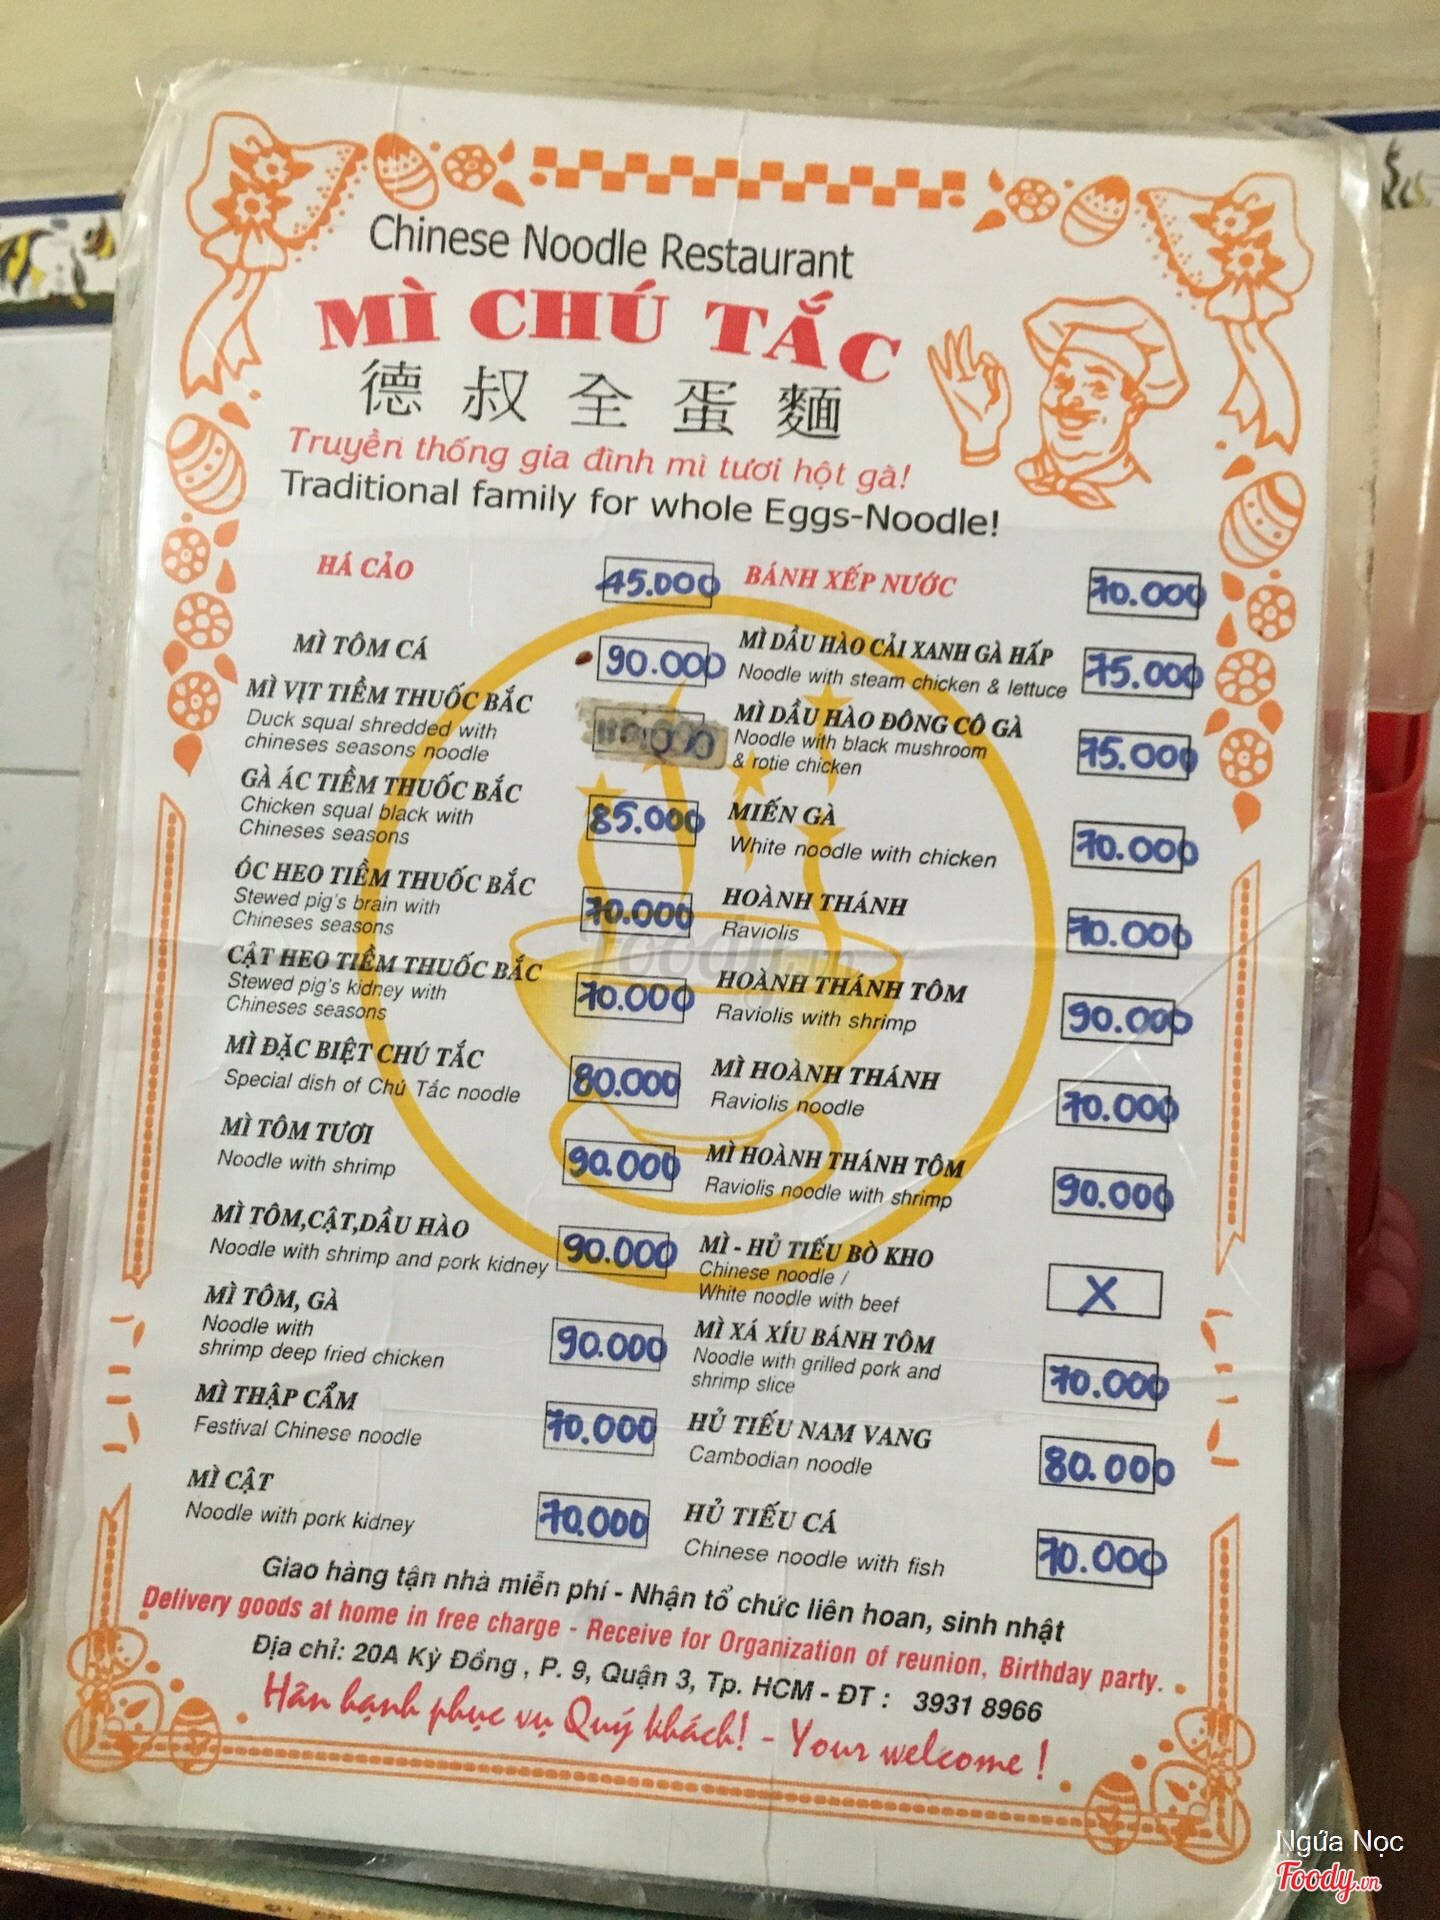 Chinese Noodle Restaurant
MÌ CHÚ TẮC
德叔全蛋麵
Truyền thống gia đình mì tươi hột gà!
Traditional family for whole Eggs-Noodle!
HÁ CẢO 45.000
MÌ TÔM CÁ 90.000
MÌ VỊT TIỀM THUỐC BẮC
Duck squal shredded with
chineses seasons noodle
GÀ ÁC TIỀM THUỐC BẮC
Chicken squal black with 85.000
Chineses seasons
ÓC HEO TIỀM THUỐC BẮC
Stewed pig's brain with 70.000
Chineses seasons
CẬT HEO TIỀM THUỐC BẮC
Stewed pig's kidney with 70.000
Chineses seasons
MÌ ĐẶC BIỆT CHÚ TẮC
Special dish of Chú Tắc noodle 80.000
MÌ TÔM TƯƠI
Noodle with shrimp 90.000
MÌ TÔM,CẬT,DẦU HÀO
Noodle with shrimp and pork kidney 90.000
MÌ TÔM, GÀ
Noodle with 90.000
shrimp deep fried chicken
MÌ THẬP CẨM
Festival Chinese noodle 70.000
MÌ CẬT
Noodle with pork kidney 70.000
BÁNH XẾP NƯỚC 70.000
MÌ DẦU HÀO CẢI XANH GÀ HẤP
Noodle with steam chicken & lettuce 75.000
MÌ DẦU HÀO ĐÔNG CÔ GÀ
Noodle with black mushroom 75.000
& rotie chicken
MIẾN GÀ
White noodle with chicken 70.000
HOÀNH THÁNH
Raviolis 70.000
HOÀNH THÁNH TÔM
Raviolis with shrimp 90.000
MÌ HOÀNH THÁNH
Raviolis noodle 70.000
MÌ HOÀNH THÁNH TÔM
Raviolis noodle with shrimp 90.000
MÌ - HỦ TIẾU BÒ KHO
Chinese noodle / X
White noodle with beef
MÌ XÁ XÍU BÁNH TÔM
Noodle with grilled pork and 70.000
shrimp slice
HỦ TIẾU NAM VANG
Cambodian noodle 80.000
HỦ TIẾU CÁ
Chinese noodle with fish 70.000
Giao hàng tận nhà miễn phí - Nhận tổ chức liên hoan, sinh nhật
Delivery goods at home in free charge - Receive for Organization of reunion, Birthday party.
Địa chỉ: 20A Kỳ Đồng , P. 9, Quận 3, Tp. HCM - ĐT : 3931 8966
Hân hạnh phục vụ Quý khách! - Your welcome !
Foody.vn
Ngứa Nọc
Foody.vn